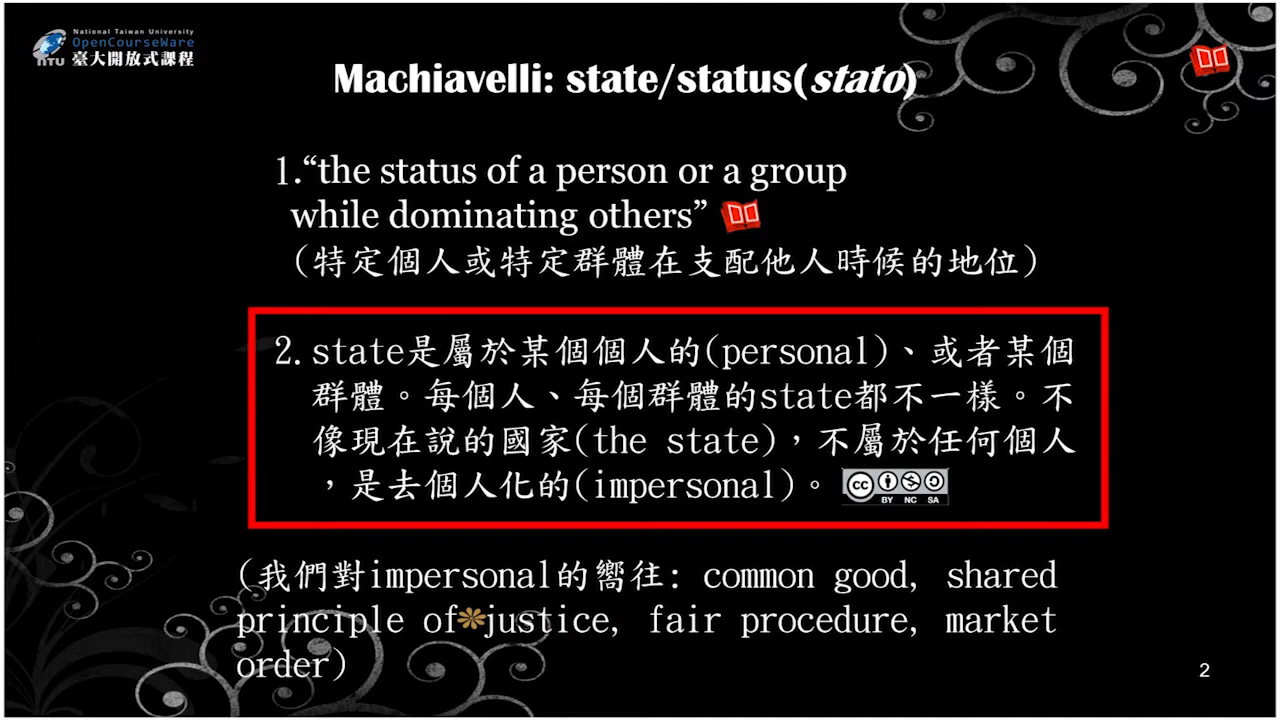 National Taiwan University
OpenCourseWare
NTU 臺大開放式課程
Machiavelli: state/status(stato)
1.“the status of a person or a group
while dominating others”
(特定個人或特定群體在支配他人時候的地位)
2.state是屬於某個個人的(personal)、或者某個
群體。每個人、每個群體的state都不一樣。不
像現在說的國家(the state)，不屬於任何個人
，是去個人化的(impersonal)。
cc BY NC SA
(我們對impersonal的嚮往: common good, shared
principle of justice, fair procedure, market
order)
2